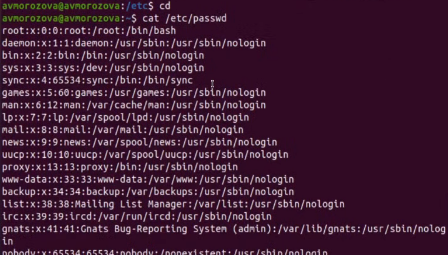 avmorozova@avmorozova:/etc$ cd
avmorozova@avmorozova:~$ cat /etc/passwd
root:x:0:0:root:/root:/bin/bash
daemon:x:1:1:daemon:/usr/sbin:/usr/sbin/nologin
bin:x:2:2:bin:/bin:/usr/sbin/nologin
sys:x:3:3:sys:/dev:/usr/sbin/nologin
sync:x:4:65534:sync:/bin:/bin/sync
games:x:5:60:games:/usr/games:/usr/sbin/nologin
man:x:6:12:man:/var/cache/man:/usr/sbin/nologin
lp:x:7:7:lp:/var/spool/lpd:/usr/sbin/nologin
mail:x:8:8:mail:/var/mail:/usr/sbin/nologin
news:x:9:9:news:/var/spool/news:/usr/sbin/nologin
uucp:x:10:10:uucp:/var/spool/uucp:/usr/sbin/nologin
proxy:x:13:13:proxy:/bin:/usr/sbin/nologin
www-data:x:33:33:www-data:/var/www:/usr/sbin/nologin
backup:x:34:34:backup:/var/backups:/usr/sbin/nologin
list:x:38:38:Mailing List Manager:/var/list:/usr/sbin/nologin
irc:x:39:39:ircd:/var/run/ircd:/usr/sbin/nologin
gnats:x:41:41:Gnats Bug-Reporting System (admin):/var/lib/gnats:/usr/sbin/nolog
in
nobody:x:65534:65534:nobody:/nonexistent:/usr/sbin/nologin